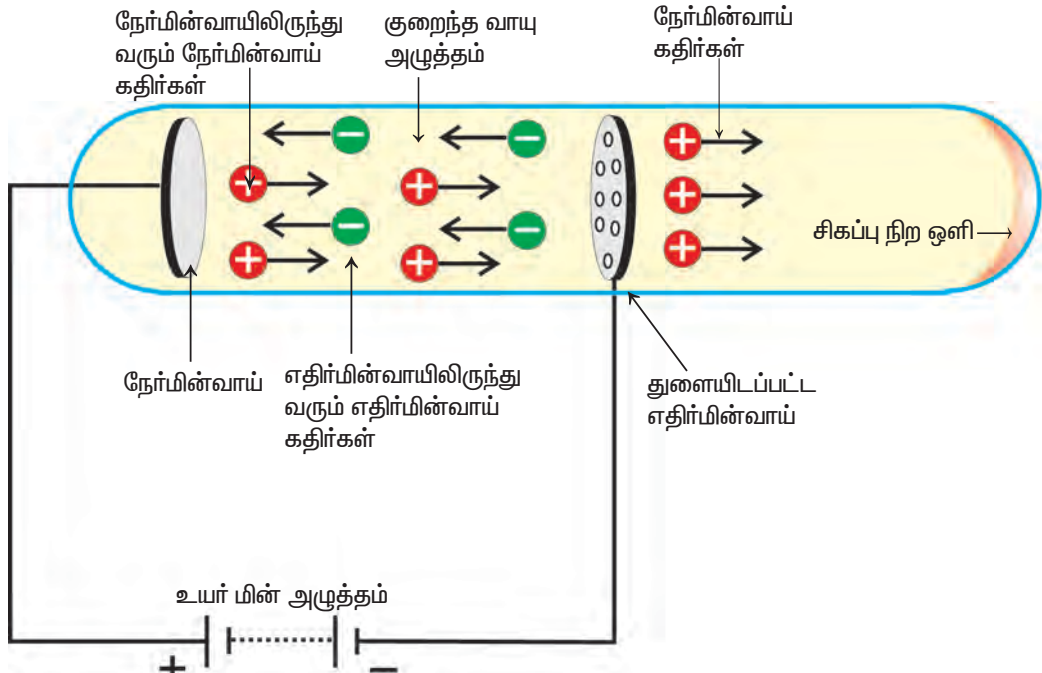 நேர்மின்வாயிலிருந்து
வரும் நேர்மின்வாய்
கதிர்கள்
குறைந்த வாயு
அழுத்தம்
நேர்மின்வாய்
கதிர்கள்
சிகப்பு நிற ஒளி
நேர்மின்வாய்
எதிர்மின்வாயிலிருந்து
வரும் எதிர்மின்வாய்
கதிர்கள்
துளையிடப்பட்ட
எதிர்மின்வாய்
உயர் மின் அழுத்தம்